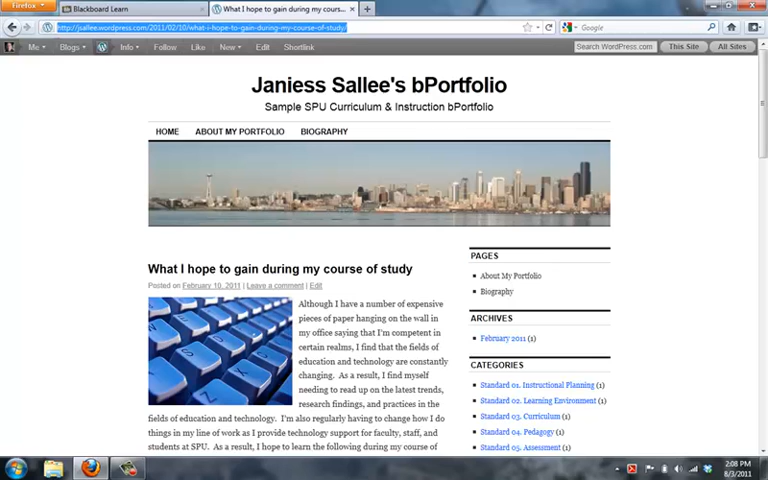 Firefox
Blackboard Learn
What I hope to gain during my cours...
http://jsallee.wordpress.com/2011/02/10/what-i-hope-to-gain-during-my-course-of-study/
Google
Me Blogs Info Follow Like New Edit Shortlink
Search WordPress.com This Site All Sites
Janiess Sallee's bPortfolio
Sample SPU Curriculum & Instruction bPortfolio
HOME ABOUT MY PORTFOLIO BIOGRAPHY
What I hope to gain during my course of study
Posted on February 10, 2011 | Leave a comment | Edit
Although I have a number of expensive
pieces of paper hanging on the wall in
my office saying that I'm competent in
certain realms, I find that the fields of
education and technology are constantly
changing. As a result, I find myself
needing to read up on the latest trends,
research findings, and practices in the
fields of education and technology. I'm also regularly having to change how I do
things in my line of work as I provide technology support for faculty, staff, and
students at SPU. As a result, I hope to learn the following during my course of
PAGES
About My Portfolio
Biography
ARCHIVES
February 2011 (1)
CATEGORIES
Standard 01. Instructional Planning (1)
Standard 02. Learning Environment (1)
Standard 03. Curriculum (1)
Standard 04. Pedagogy (1)
Standard 05. Assessment (1)
2:08 PM
8/3/2011